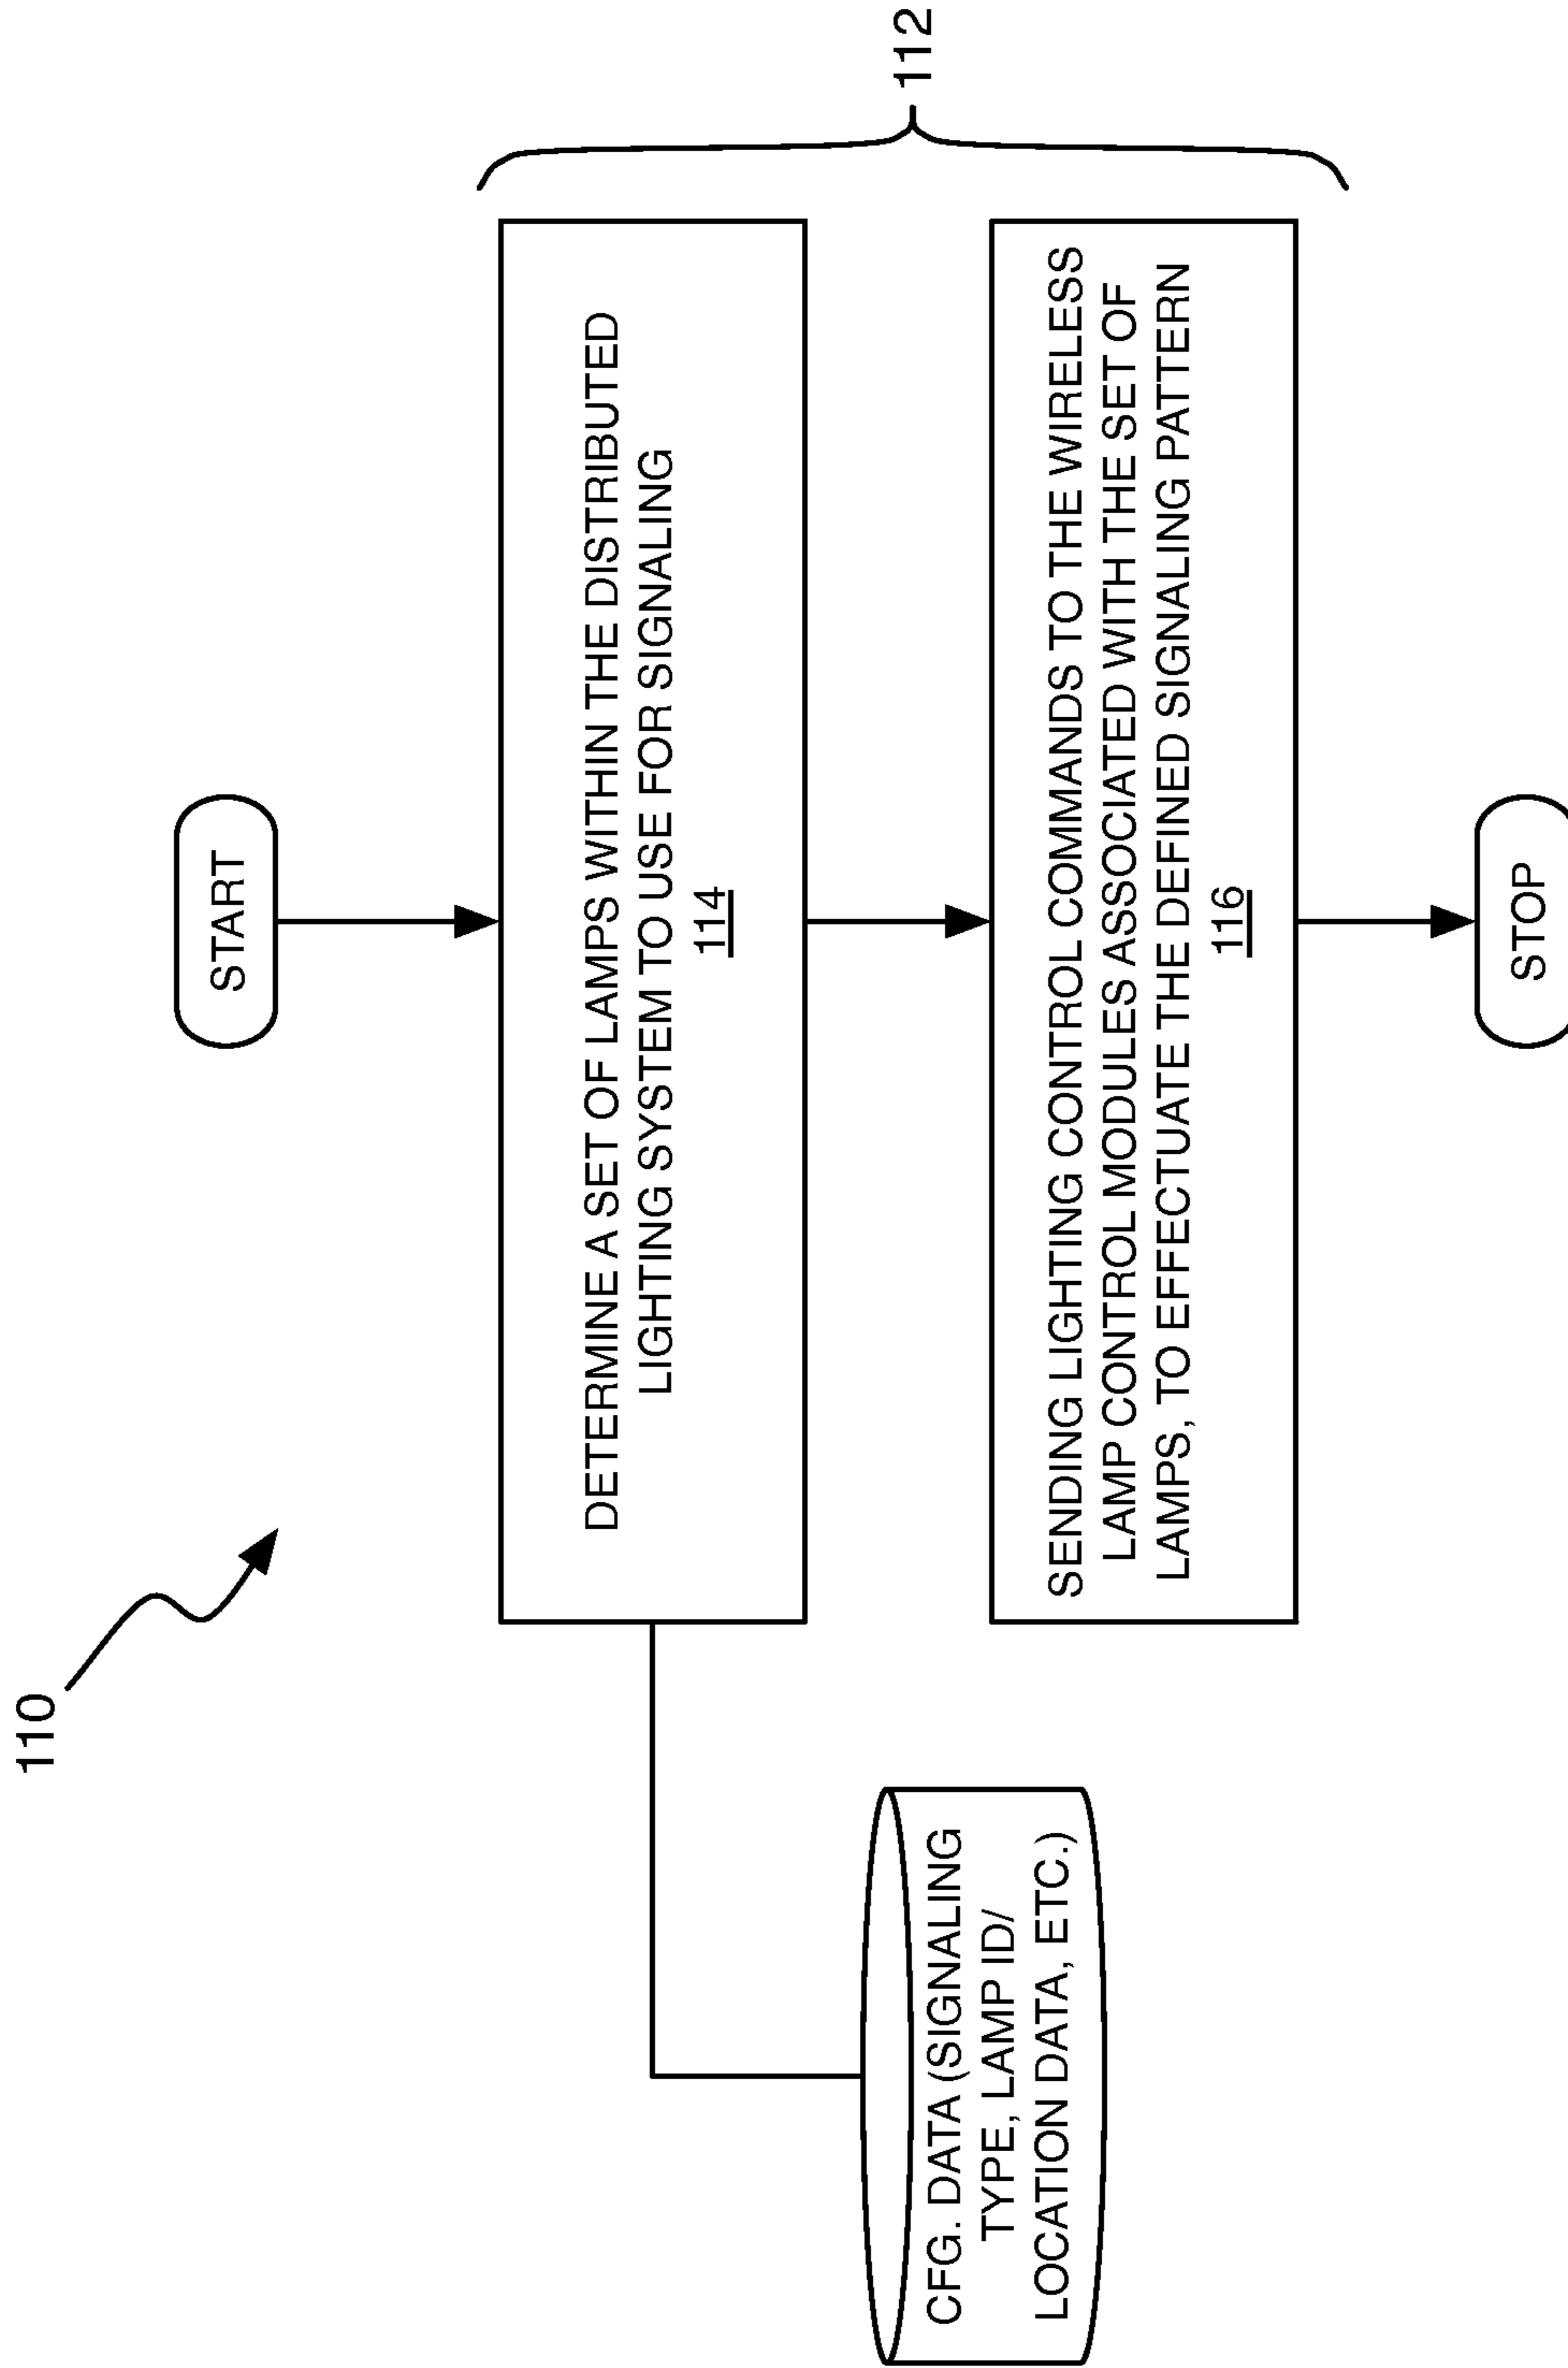 110
START
DETERMINE A SET OF LAMPS WITHIN THE DISTRIBUTED
LIGHTING SYSTEM TO USE FOR SIGNALING
114
CFG. DATA (SIGNALING
TYPE, LAMP ID/
LOCATION DATA, ETC.)
112
SENDING LIGHTING CONTROL COMMANDS TO THE WIRELESS
LAMP CONTROL MODULES ASSOCIATED WITH THE SET OF
LAMPS, TO EFFECTUATE THE DEFINED SIGNALING PATTERN
116
STOP